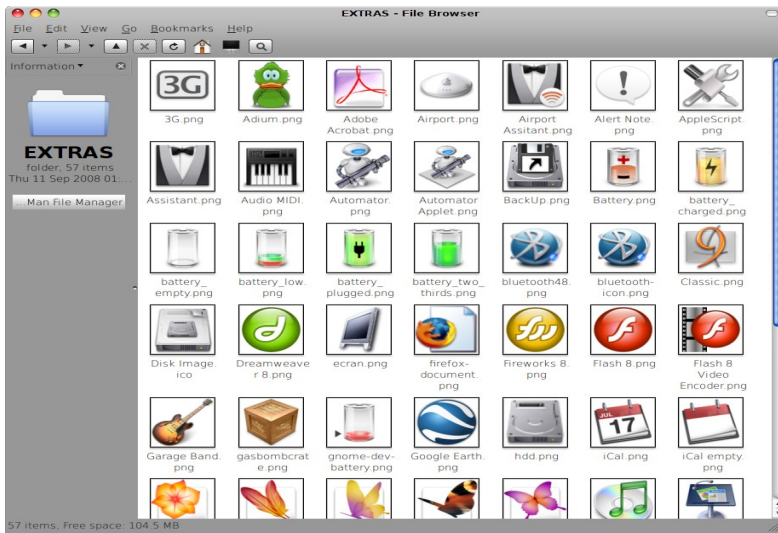 EXTRAS - File Browser
File Edit View Go Bookmarks Help
Information
EXTRAS
folder, 57 items
Thu 11 Sep 2008 01:...
...Man File Manager
3G
3G.png
Adium.png
Adobe
Acrobat.png
Airport.png
Airport
Assitant.png
Alert Note.
png
AppleScript.
png
Assistant.png
Audio MIDI.
png
Automator.
png
Automator
Applet.png
BackUp.png
Battery.png
battery_
charged.png
battery_
empty.png
battery_low.
png
battery_
plugged.png
battery_two_
thirds.png
bluetooth48.
png
bluetooth-
icon.png
Classic.png
Disk Image.
ico
Dreamweave
r 8.png
ecran.png
firefox-
document.
png
Fireworks 8.
png
Flash 8.png
Flash 8
Video
Encoder.png
JUL
17
Garage Band.
png
gasbombcrat
e.png
gnome-dev-
battery.png
Google Earth.
png
hdd.png
iCal.png
iCal empty.
png
57 items, Free space: 104.5 MB